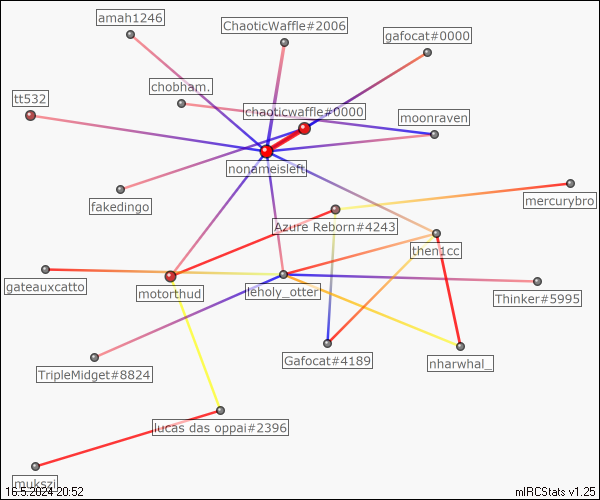 amah1246
ChaoticWaffle#2006
gafocat#0000
chobham.
tt532
chaoticwaffle#0000
moonraven
nonameisleft
fakedingo
mercurybro
Azure Reborn#4243
then1cc
gateauxcatto
motorthud
leholy_otter
Thinker#5995
Gafocat#4189
nharwhal_
TripleMidget#8824
lucas das oppai#2396
mukszi
16.5.2024 20:52
mIRCStats v1.25